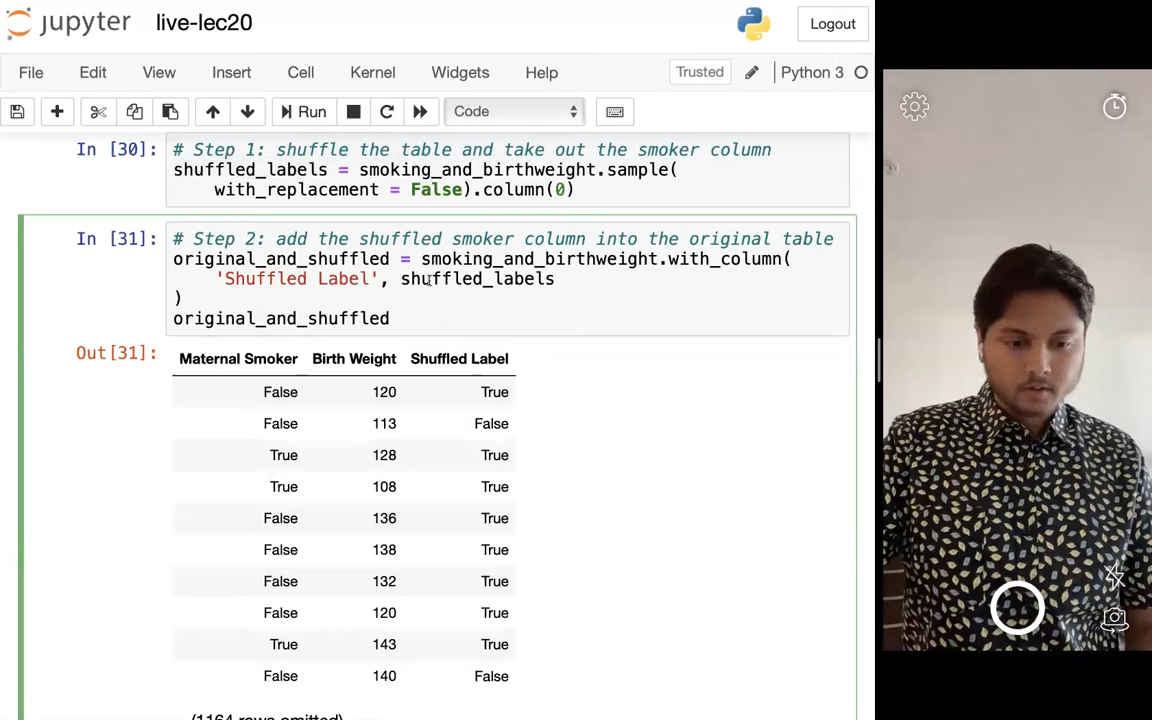 jupyter live-lec20 Logout
File Edit View Insert Cell Kernel Widgets Help Trusted Python 3
Run Code
In [30]: # Step 1: shuffle the table and take out the smoker column
shuffled_labels = smoking_and_birthweight.sample(
with_replacement = False).column(0)
In [31]: # Step 2: add the shuffled smoker column into the original table
original_and_shuffled = smoking_and_birthweight.with_column(
'Shuffled Label', shuffled_labels
)
original_and_shuffled
Out[31]: Maternal Smoker Birth Weight Shuffled Label
False 120 True
False 113 False
True 128 True
True 108 True
False 136 True
False 138 True
False 132 True
False 120 True
True 143 True
False 140 False
(1164 rows omitted)